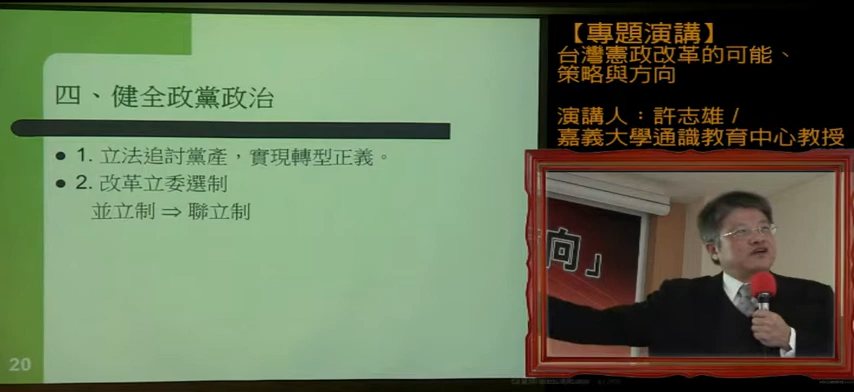 四、健全政黨政治
● 1. 立法追討黨產，實現轉型正義。
● 2. 改革立委選制
並立制 ⇒ 聯立制
20
【專題演講】
台灣憲政改革的可能、
策略與方向
演講人：許志雄 /
嘉義大學通識教育中心教授
向」